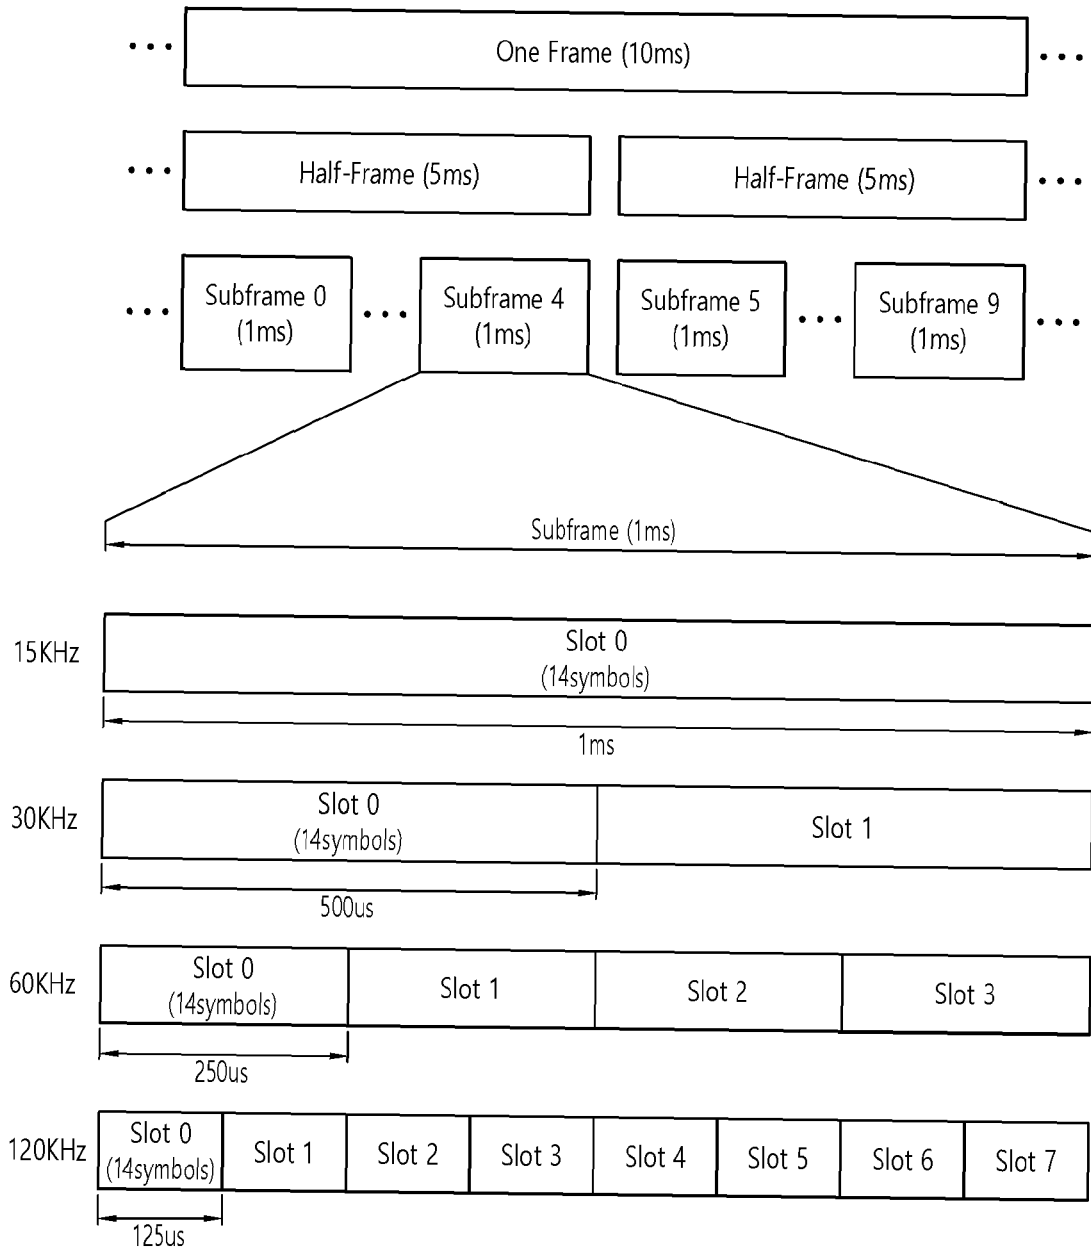 One Frame (10ms)
Half-Frame (5ms)
Half-Frame (5ms)
Subframe 0
(1ms)
Subframe 4
(1ms)
Subframe 5
(1ms)
Subframe 9
(1ms)
Subframe (1ms)
15KHz
Slot 0
(14symbols)
1ms
30KHz
Slot 0
(14symbols)
Slot 1
500us
60KHz
Slot 0
(14symbols)
Slot 1
Slot 2
Slot 3
250us
120KHz
Slot 0
(14symbols)
Slot 1
Slot 2
Slot 3
Slot 4
Slot 5
Slot 6
Slot 7
125us